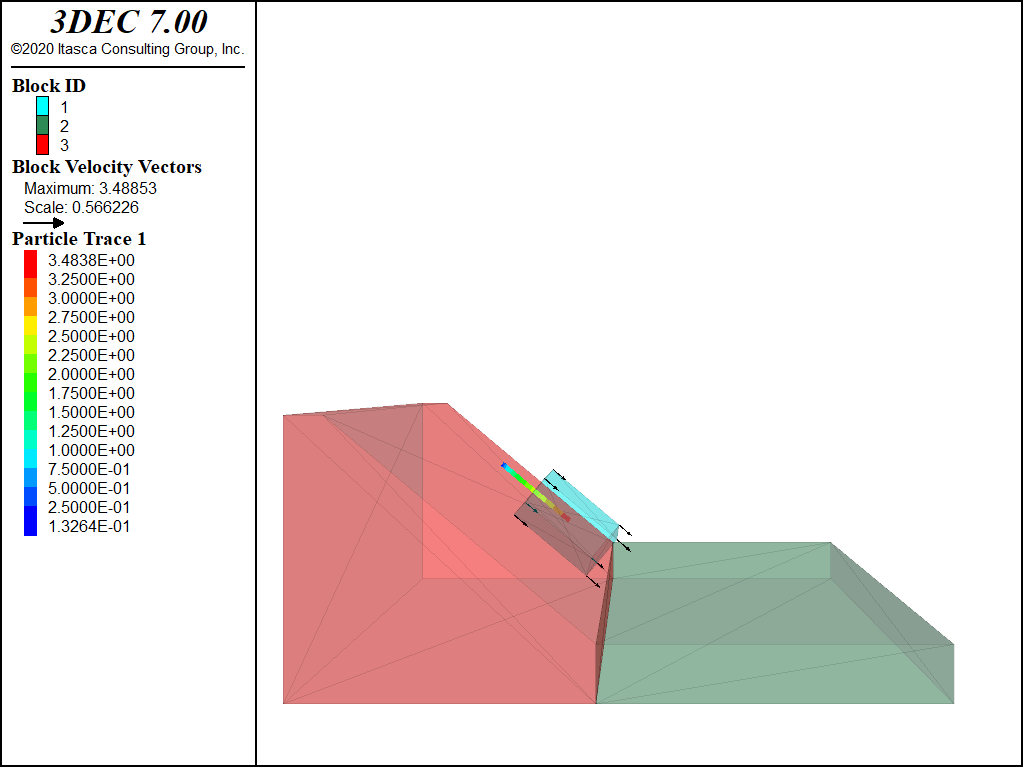 3DEC 7.00
©2020 Itasca Consulting Group, Inc.
Block ID
1
2
3
Block Velocity Vectors
Maximum: 3.48853
Scale: 0.566226
Particle Trace 1
3.4838E+00
3.2500E+00
3.0000E+00
2.7500E+00
2.5000E+00
2.2500E+00
2.0000E+00
1.7500E+00
1.5000E+00
1.2500E+00
1.0000E+00
7.5000E-01
5.0000E-01
2.5000E-01
1.3264E-01